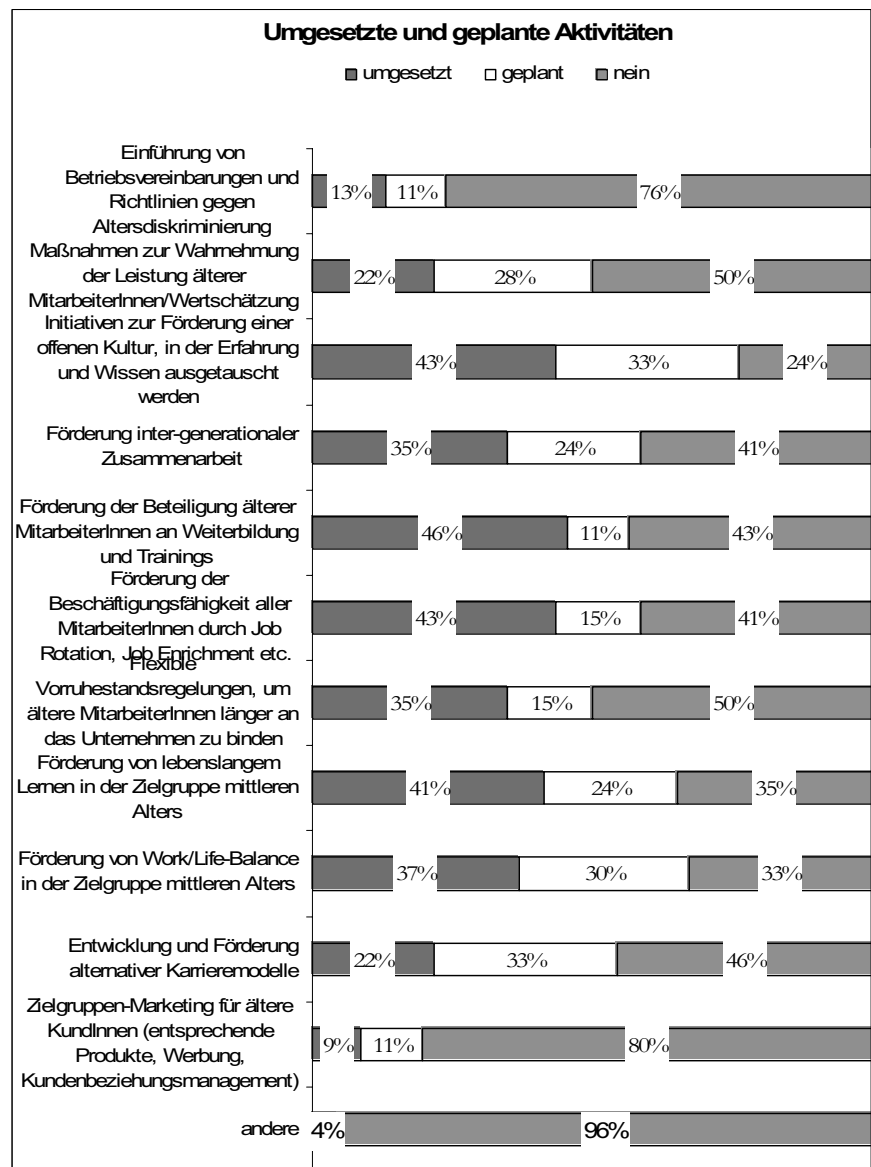 Umgesetzte und geplante Aktivitäten
umgesetzt geplant nein
Einführung von
Betriebsvereinbarungen und
Richtlinien gegen
Altersdiskriminierung
13% 11% 76%
Maßnahmen zur Wahrnehmung
der Leistung älterer
MitarbeiterInnen/Wertschätzung
22% 28% 50%
Initiativen zur Förderung einer
offenen Kultur, in der Erfahrung
und Wissen ausgetauscht
werden
43% 33% 24%
Förderung inter-generationaler
Zusammenarbeit
35% 24% 41%
Förderung der Beteiligung älterer
MitarbeiterInnen an Weiterbildung
und Trainings
46% 11% 43%
Förderung der
Beschäftigungsfähigkeit aller
MitarbeiterInnen durch Job
Rotation, Job Enrichment etc.
43% 15% 41%
Flexible
Vorruhestandsregelungen, um
ältere MitarbeiterInnen länger an
das Unternehmen zu binden
35% 15% 50%
Förderung von lebenslangem
Lernen in der Zielgruppe mittleren
Alters
41% 24% 35%
Förderung von Work/Life-Balance
in der Zielgruppe mittleren Alters
37% 30% 33%
Entwicklung und Förderung
alternativer Karrieremodelle
22% 33% 46%
Zielgruppen-Marketing für ältere
KundInnen (entsprechende
Produkte, Werbung,
Kundenbeziehungsmanagement)
9% 11% 80%
andere
4% 96%